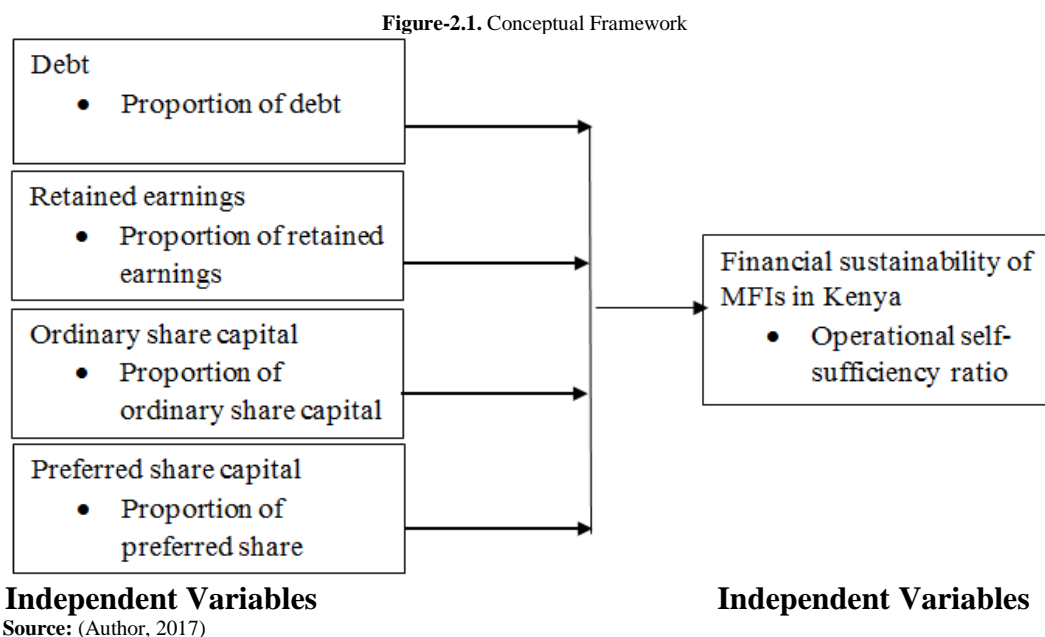 Figure-2.1. Conceptual Framework
Debt
• Proportion of debt
Retained earnings
• Proportion of retained
earnings
Ordinary share capital
• Proportion of
ordinary share capital
Preferred share capital
• Proportion of
preferred share
Financial sustainability of
MFIs in Kenya
• Operational self-
sufficiency ratio
Independent Variables
Independent Variables
Source: (Author, 2017)